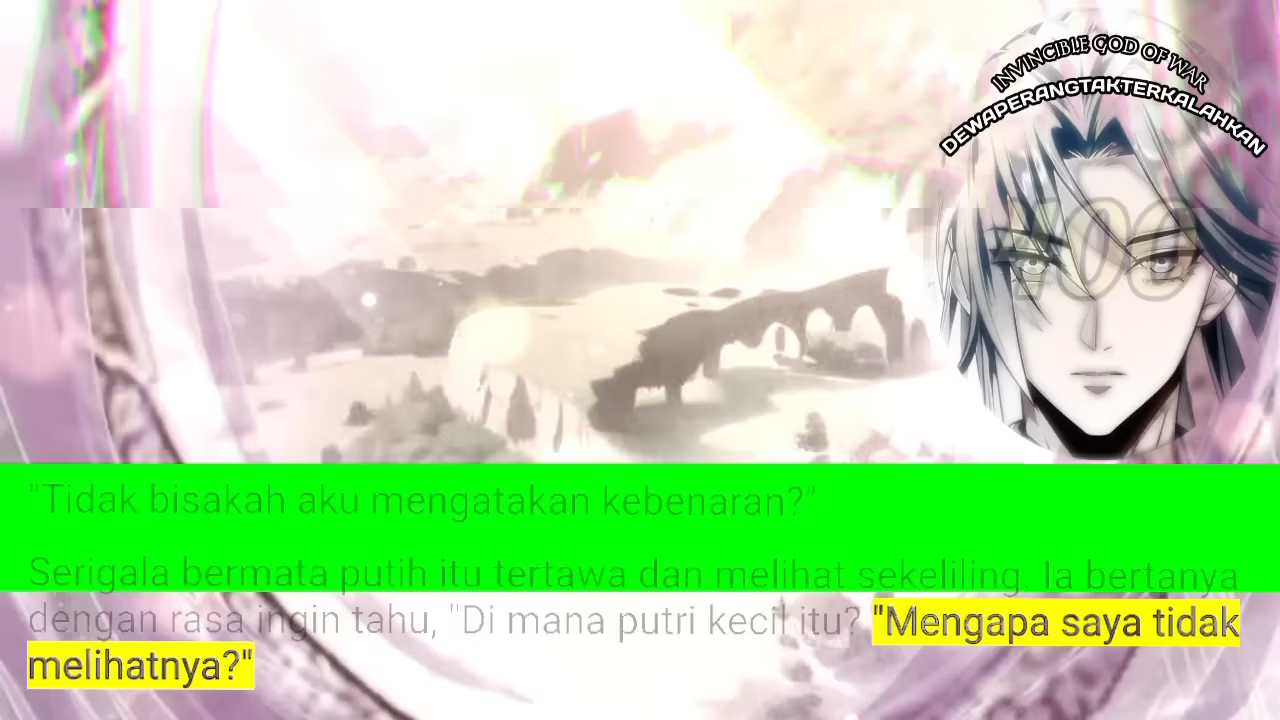 INVINCIBLE GOD OF WAR
DEWAPERANGTAKTERKALAHKAN
"Tidak bisakah aku mengatakan kebenaran?"
Serigala bermata putih itu tertawa dan melihat sekeliling. Ia bertanya
dengan rasa ingin tahu, "Di mana putri kecil itu? "Mengapa saya tidak
melihatnya?"